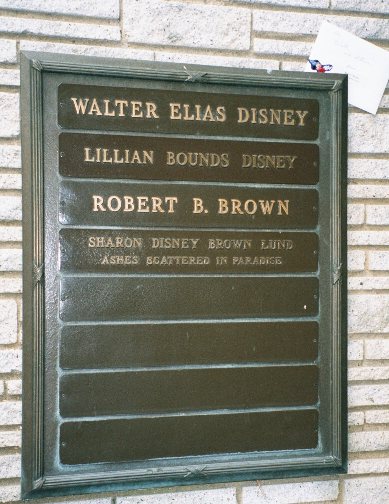 WALTER ELIAS DISNEY
LILLIAN BOUNDS DISNEY
ROBERT B. BROWN
SHARON DISNEY BROWN LUND
ASHES SCATTERED IN PARADISE